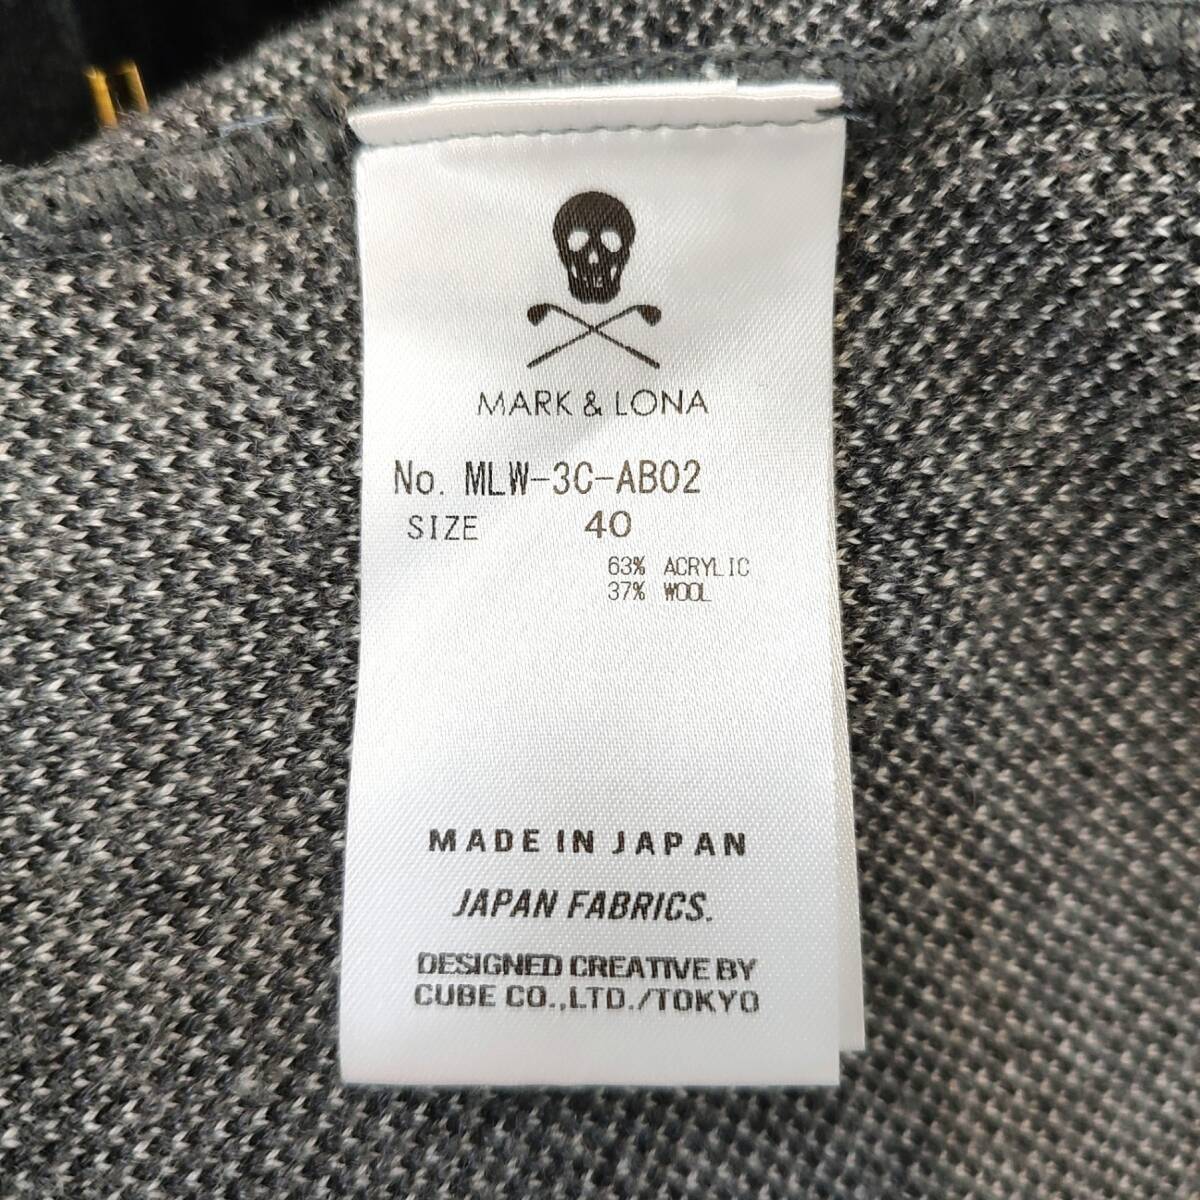 MARK & LONA
No. MLW-3C-AB02
SIZE 40
63% ACRYLIC
37% WOOL
MADE IN JAPAN
JAPAN FABRICS.
DESIGNED CREATIVE BY
CUBE CO.,LTD./TOKYO